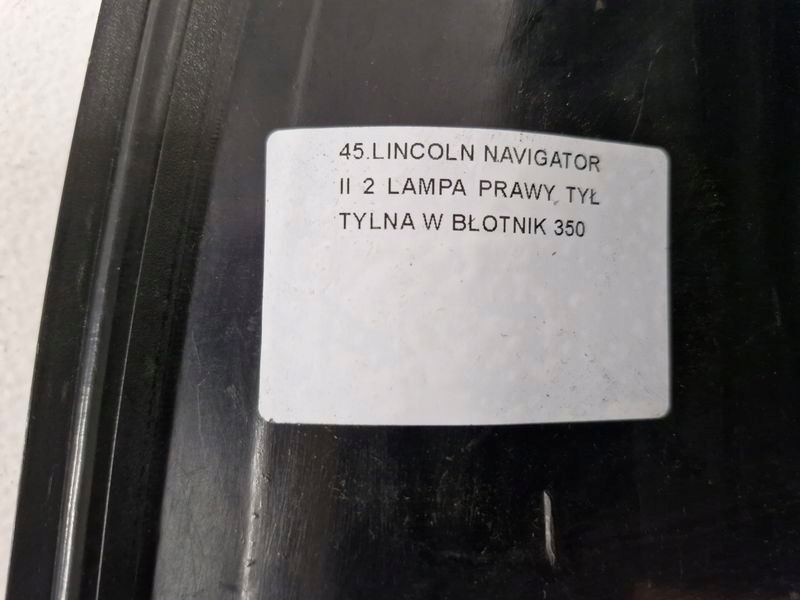 45.LINCOLN NAVIGATOR
II 2 LAMPA PRAWY TYŁ
TYLNA W BŁOTNIK 350